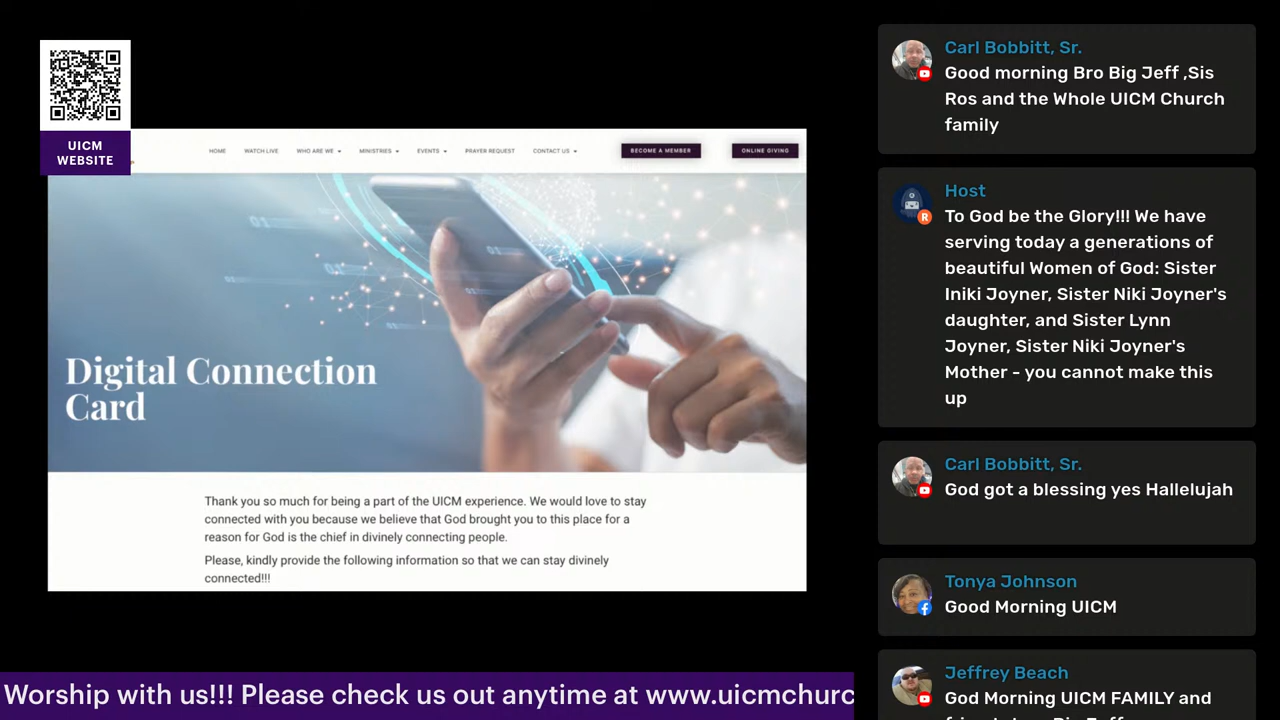 UICM
WEBSITE
HOME WATCH LIVE WHO ARE WE MINISTRIES EVENTS PRAYER REQUEST CONTACT US BECOME A MEMBER ONLINE GIVING
Digital Connection
Card
Thank you so much for being a part of the UICM experience. We would love to stay
connected with you because we believe that God brought you to this place for a
reason for God is the chief in divinely connecting people.
Please, kindly provide the following information so that we can stay divinely
connected!!!
Worship with us!!! Please check us out anytime at www.uicmchurc
Carl Bobbitt, Sr.
Good morning Bro Big Jeff ,Sis
Ros and the Whole UICM Church
family
Host
To God be the Glory!!! We have
serving today a generations of
beautiful Women of God: Sister
Iniki Joyner, Sister Niki Joyner's
daughter, and Sister Lynn
Joyner, Sister Niki Joyner's
Mother - you cannot make this
up
Carl Bobbitt, Sr.
God got a blessing yes Hallelujah
Tonya Johnson
Good Morning UICM
Jeffrey Beach
God Morning UICM FAMILY and